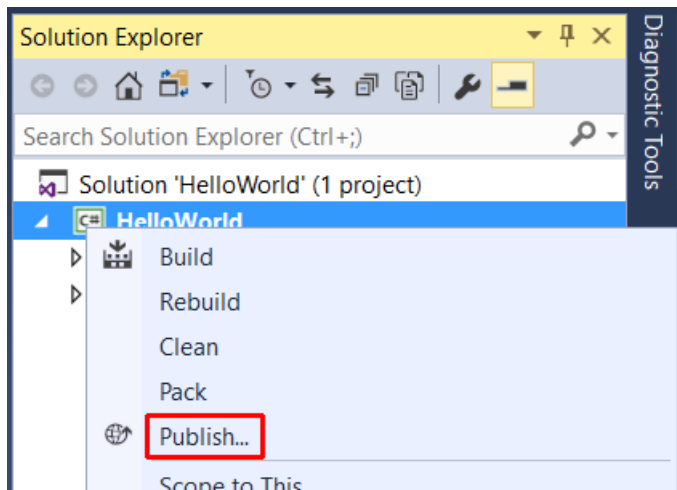 Solution Explorer
Diagnostic Tools
Search Solution Explorer (Ctrl+;)
Solution 'HelloWorld' (1 project)
C# HelloWorld
Build
Rebuild
Clean
Pack
Publish...
Scope to This